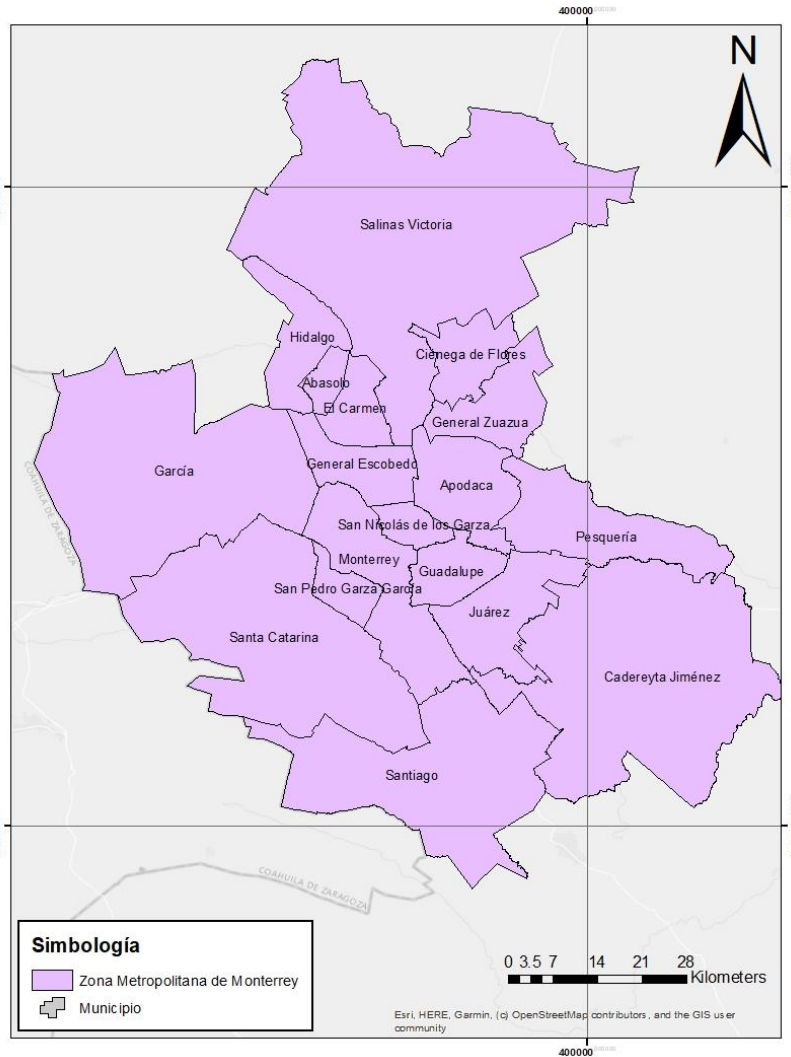 400000
N
Salinas Victoria
Hidalgo
Ciénega de Flores
Abasolo
El Carmen
General Zuazua
General Escobedo
García
Apodaca
San Nicolás de los Garza
Pesquería
Monterrey
Guadalupe
San Pedro Garza García
Juárez
Santa Catarina
Cadereyta Jiménez
Santiago
COAHUILA DE ZARAGOZA
COAHUILA DE ZARAGOZA
Simbología
Zona Metropolitana de Monterrey
Municipio
0 3.5 7 14 21 28
Kilometers
Esri, HERE, Garmin, (c) OpenStreetMap contributors, and the GIS user
community
400000